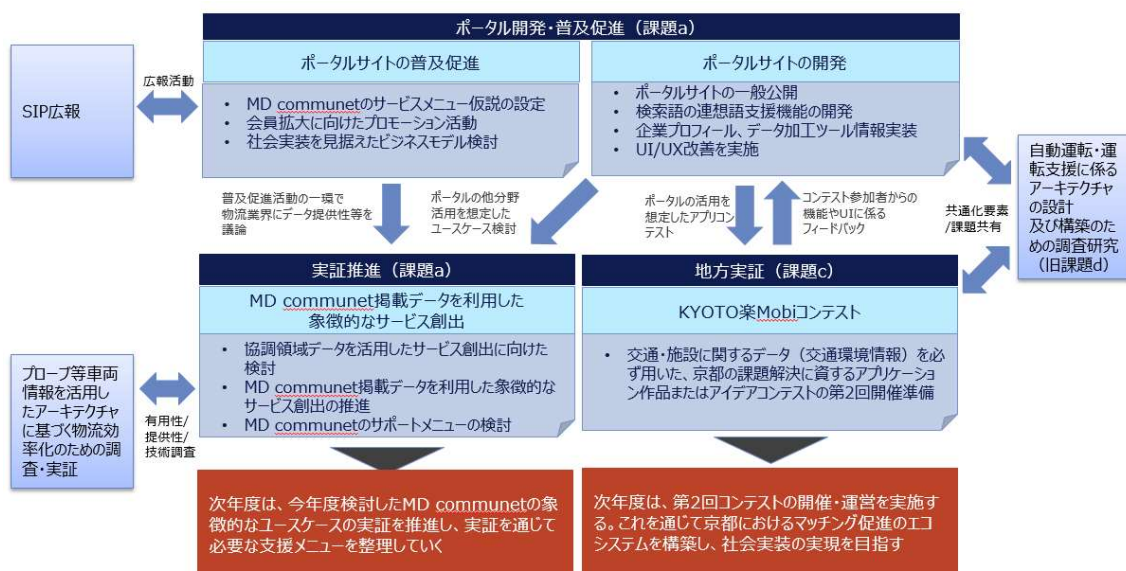 ポータル開発・普及促進（課題a）
ポータルサイトの普及促進
• MD communetのサービスメニュー仮説の設定
• 会員拡大に向けたプロモーション活動
• 社会実装を見据えたビジネスモデル検討
ポータルサイトの開発
• ポータルサイトの一般公開
• 検索語の連想語支援機能の開発
• 企業プロフィール、データ加工ツール情報実装
• UI/UX改善を実施
SIP広報
広報活動
自動運転・運
転支援に係る
アーキテクチャ
の設計
及び構築のた
めの調査研究
（旧課題d）
共通化要素
/課題共有
普及促進活動の一環で
物流業界にデータ提供性等を
議論
ポータルの他分野
活用を想定した
ユースケース検討
ポータルの活用を
想定したアプリコン
テスト
コンテスト参加者からの
機能やUIに係る
フィードバック
実証推進（課題a）
MD communet掲載データを利用した
象徴的なサービス創出
• 協調領域データを活用したサービス創出に向けた
検討
• MD communet掲載データを利用した象徴的な
サービス創出の推進
• MD communetのサポートメニューの検討
地方実証（課題c）
KYOTO楽Mobiコンテスト
• 交通・施設に関するデータ（交通環境情報）を必
ず用いた、京都の課題解決に資するアプリケーショ
ン作品またはアイデアコンテストの第2回開催準備
プローブ等車両
情報を活用し
たアーキテクチャ
に基づく物流効
率化のための調
査・実証
有用性/
提供性/
技術調査
次年度は、今年度検討したMD communetの象
徴的なユースケースの実証を推進し、実証を通じて
必要な支援メニューを整理していく
次年度は、第2回コンテストの開催・運営を実施す
る。これを通じて京都におけるマッチング促進のエコ
システムを構築し、社会実装の実現を目指す